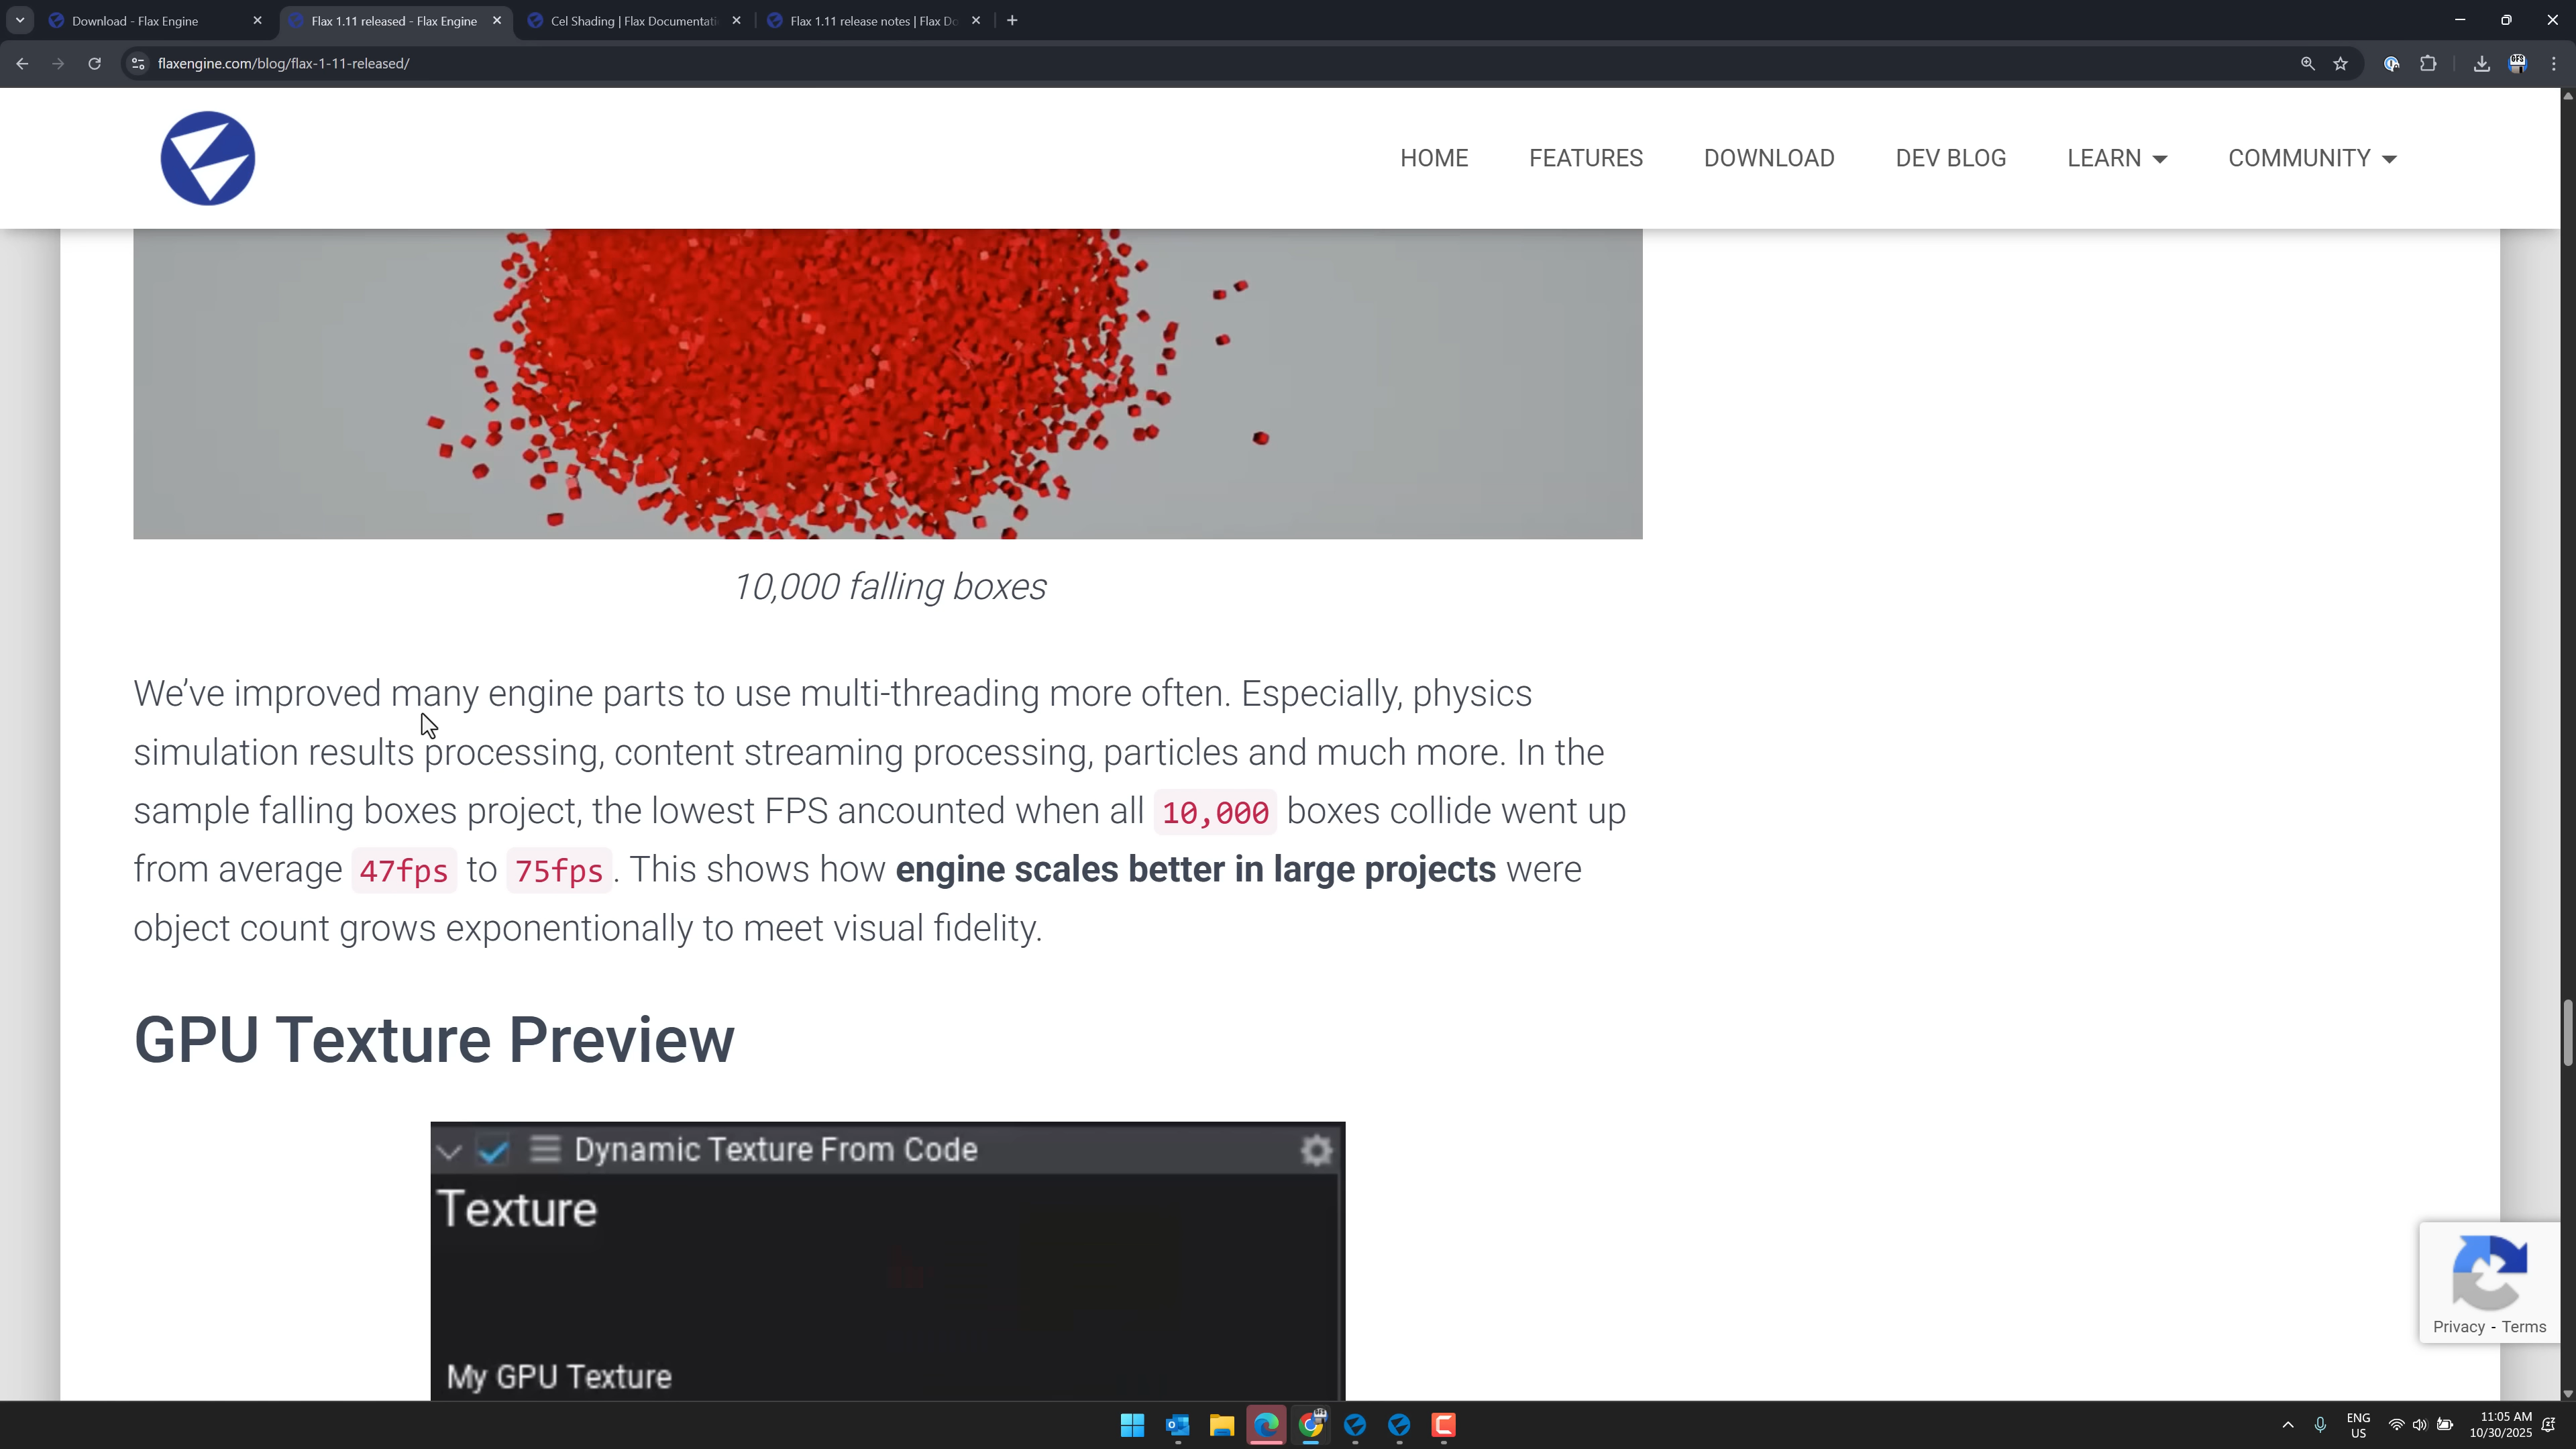 Download - Flax Engine
Flax 1.11 released - Flax Engine
Cel Shading | Flax Documentati
Flax 1.11 release notes | Flax Do
flaxengine.com/blog/flax-1-11-released/
HOME
FEATURES
DOWNLOAD
DEV BLOG
LEARN
COMMUNITY
10,000 falling boxes
We've improved many engine parts to use multi-threading more often. Especially, physics
simulation results processing, content streaming processing, particles and much more. In the
sample falling boxes project, the lowest FPS ancounted when all 10,000 boxes collide went up
from average 47fps to 75fps. This shows how engine scales better in large projects were
object count grows exponentionally to meet visual fidelity.
GPU Texture Preview
Dynamic Texture From Code
Texture
My GPU Texture
Privacy - Terms
ENG
US
11:05 AM
10/30/2025